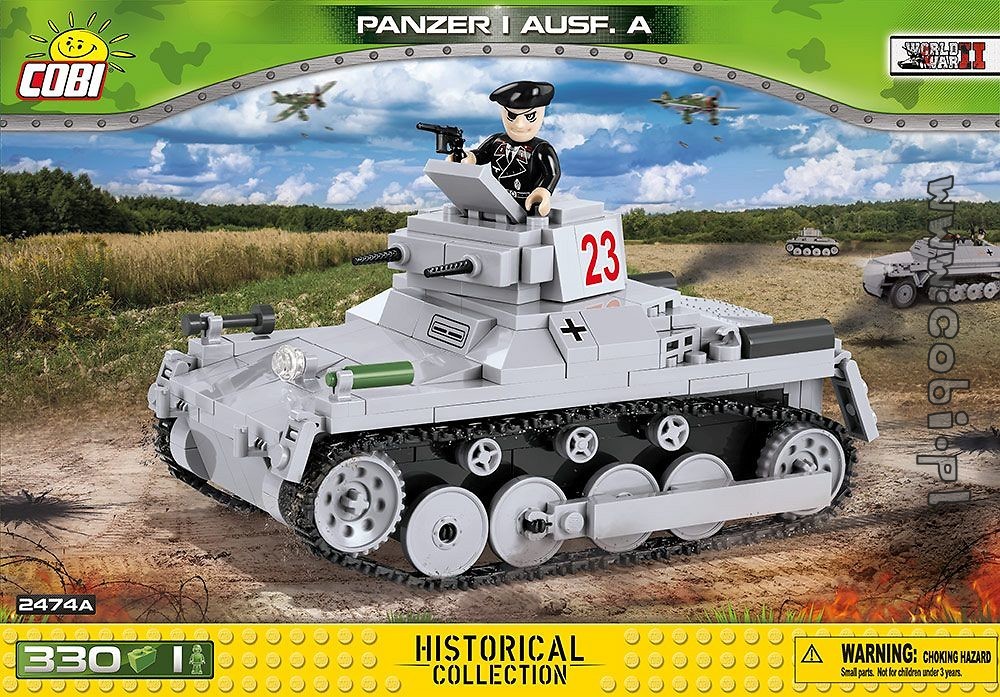 PANZER I AUSF. A
COBI
WORLD WAR II
23
www.cobi.pl
2474A
330 1
HISTORICAL
COLLECTION
WARNING: CHOKING HAZARD
Small parts. Not for children under 3 years.